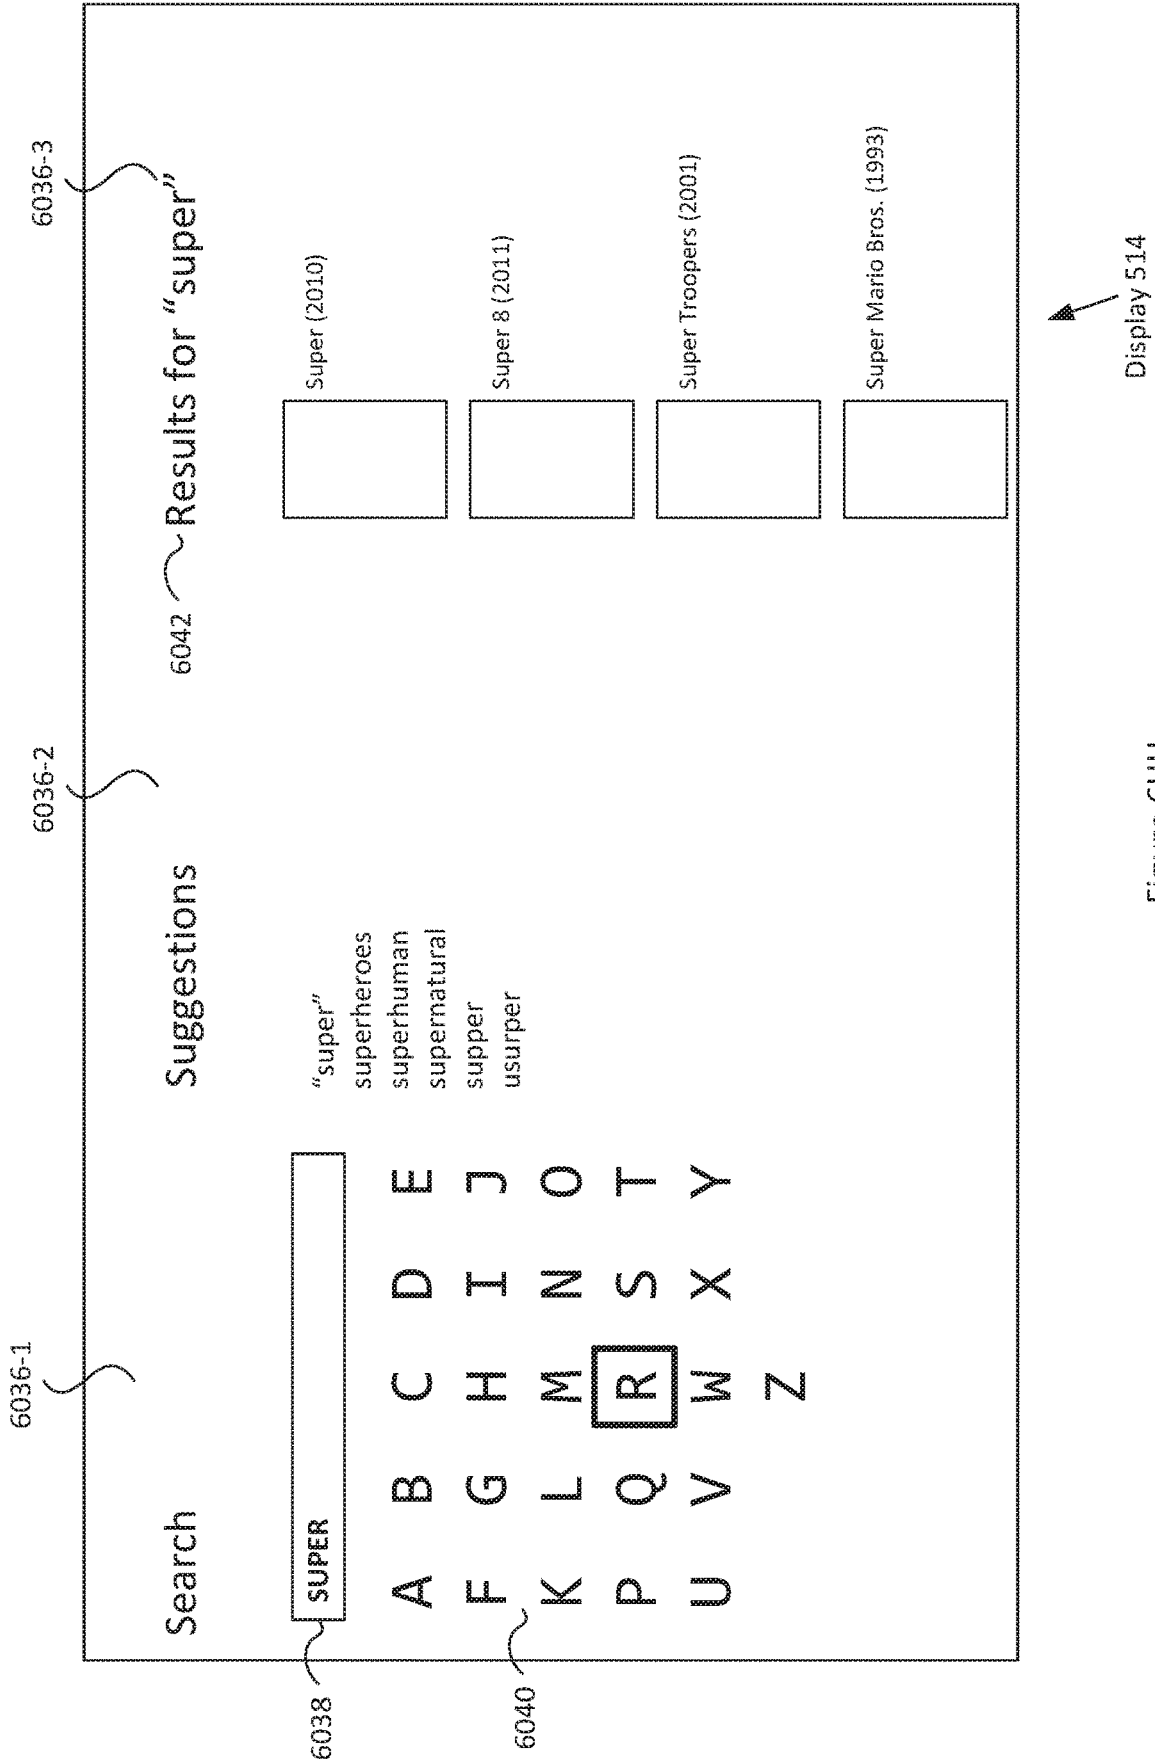 6036-1
6036-2
6036-3
Search
Suggestions
6042
Results for “super”
6038
SUPER
6040
A B C D E
F G H I J
K L M N O
P Q R S T
U V W X Y
Z
“super”
superheroes
superhuman
supernatural
supper
usurper
Super (2010)
Super 8 (2011)
Super Troopers (2001)
Super Mario Bros. (1993)
Display 514
Figure